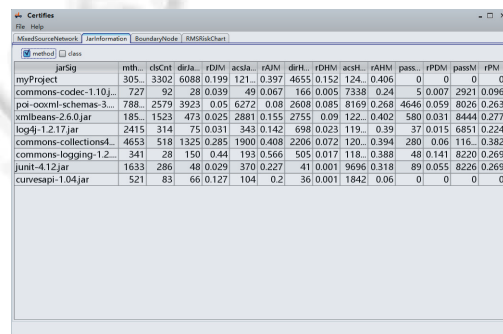 Certifies
File Help
MixedSourceNetwork JarInformation BoundaryNode RMSRiskChart
method class
jarSig mth... clsCnt dirJa... rDJM acsJa... rAJM dirH... rDHM acsH... rAHM pass... rPDM passM rPM
myProject 305... 3302 6088 0.199 121... 0.397 4655 0.152 124... 0.406 0 0 0 0
commons-codec-1.10.j... 727 92 28 0.039 49 0.067 166 0.005 7338 0.24 5 0.007 2921 0.096
poi-ooxml-schemas-3.... 788... 2579 3923 0.05 6272 0.08 2608 0.085 8169 0.268 4646 0.059 8026 0.263
xmlbeans-2.6.0.jar 185... 1523 473 0.025 2881 0.155 2755 0.09 122... 0.402 580 0.031 8444 0.277
log4j-1.2.17.jar 2415 314 75 0.031 343 0.142 698 0.023 119... 0.39 37 0.015 6851 0.224
commons-collections4... 4653 518 1325 0.285 1900 0.408 2206 0.072 120... 0.394 280 0.06 116... 0.382
commons-logging-1.2... 341 28 150 0.44 193 0.566 505 0.017 118... 0.388 48 0.141 8220 0.269
junit-4.12.jar 1633 286 48 0.029 370 0.227 41 0.001 9696 0.318 89 0.055 8226 0.269
curvesapi-1.04.jar 521 83 66 0.127 104 0.2 36 0.001 1842 0.06 0 0 0 0